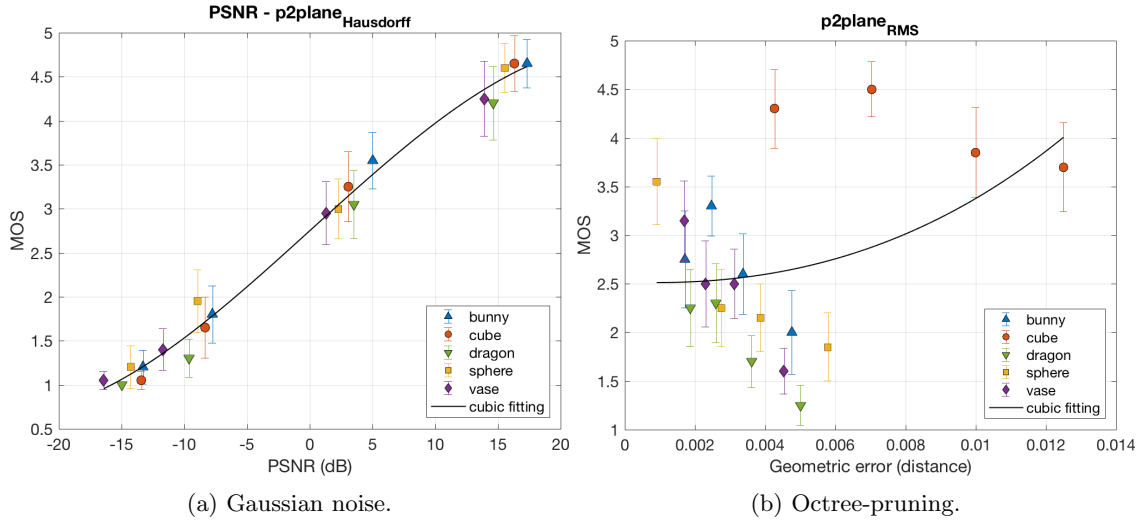 PSNR - p2plane_Hausdorff
MOS
5
4.5
4
3.5
3
2.5
2
1.5
1
0.5
-20 -15 -10 -5 0 5 10 15 20
PSNR (dB)
bunny
cube
dragon
sphere
vase
cubic fitting
(a) Gaussian noise.
p2plane_RMS
MOS
5
4.5
4
3.5
3
2.5
2
1.5
1
0 0.002 0.004 0.006 0.008 0.01 0.012 0.014
Geometric error (distance)
bunny
cube
dragon
sphere
vase
cubic fitting
(b) Octree-pruning.